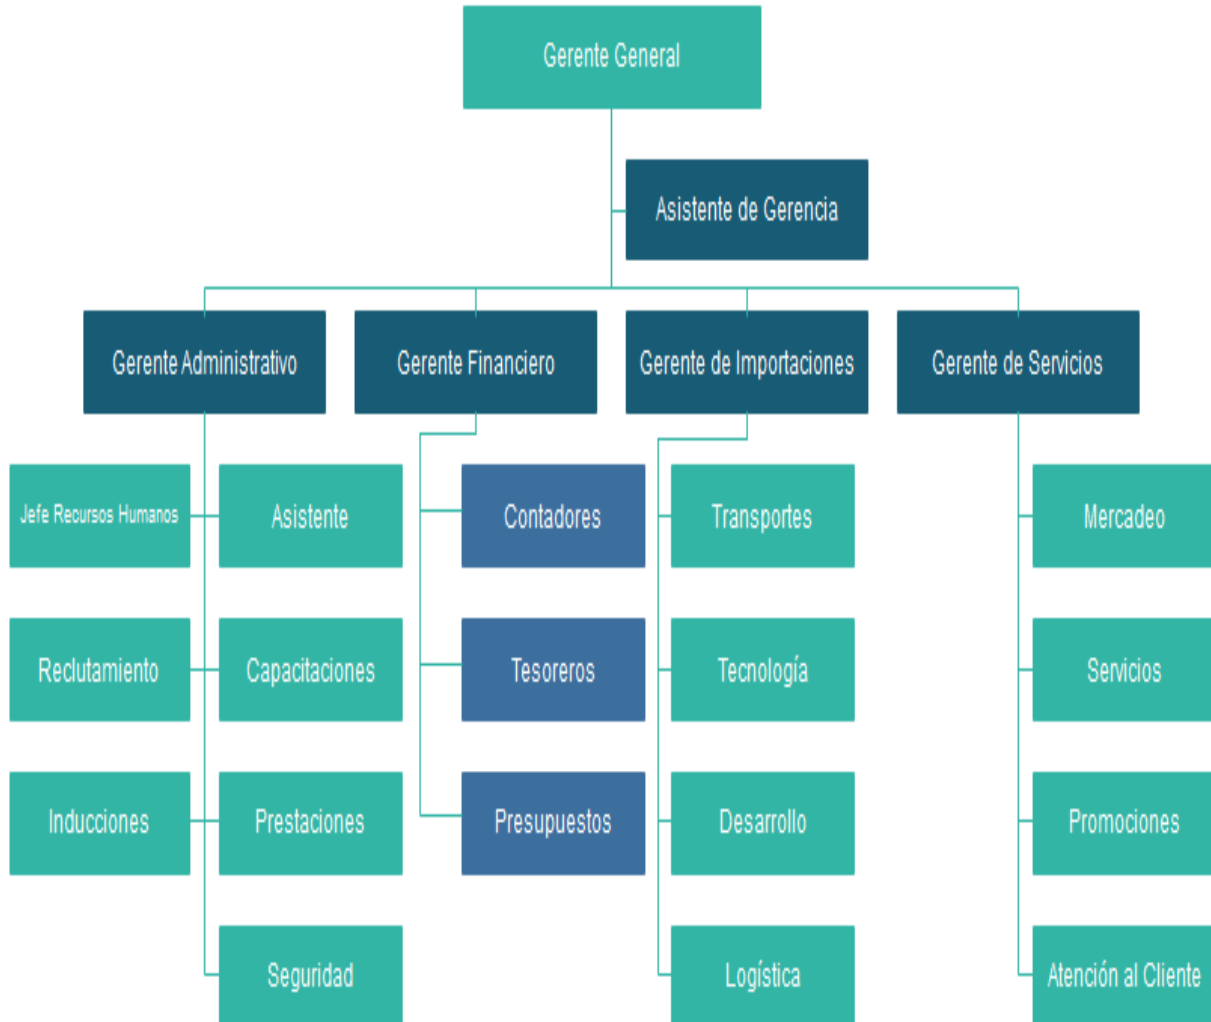 Gerente General
Asistente de Gerencia
Gerente Administrativo
Gerente Financiero
Gerente de Importaciones
Gerente de Servicios
Jefe Recursos Humanos
Asistente
Contadores
Transportes
Mercadeo
Reclutamiento
Capacitaciones
Tesoreros
Tecnología
Servicios
Inducciones
Prestaciones
Presupuestos
Desarrollo
Promociones
Seguridad
Logística
Atención al Cliente